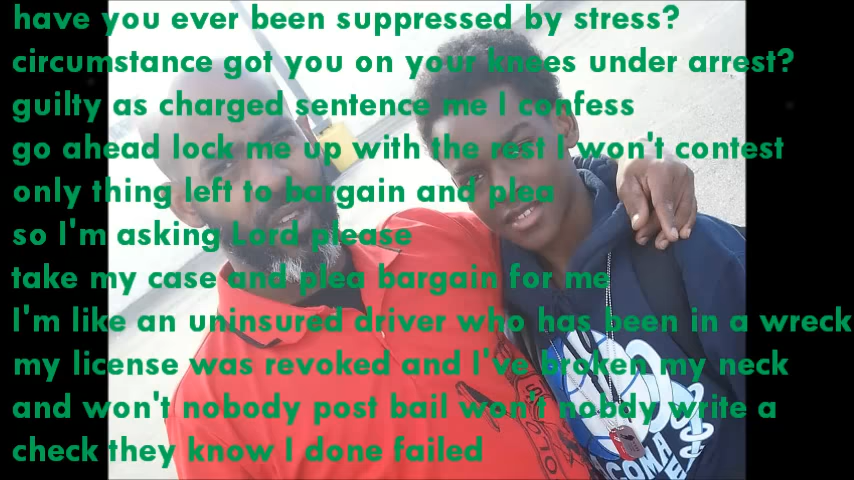 have you ever been suppressed by stress?
circumstance got you on your knees under arrest?
guilty as charged sentence me I confess
go ahead lock me up with the rest I won't contest
only thing left to bargain and plea
so I'm asking Lord please
take my case and plea bargain for me
I'm like an uninsured driver who has been in a wreck
my license was revoked and I've broken my neck
and won't nobody post bail won't nobdy write a
check they know I done failed